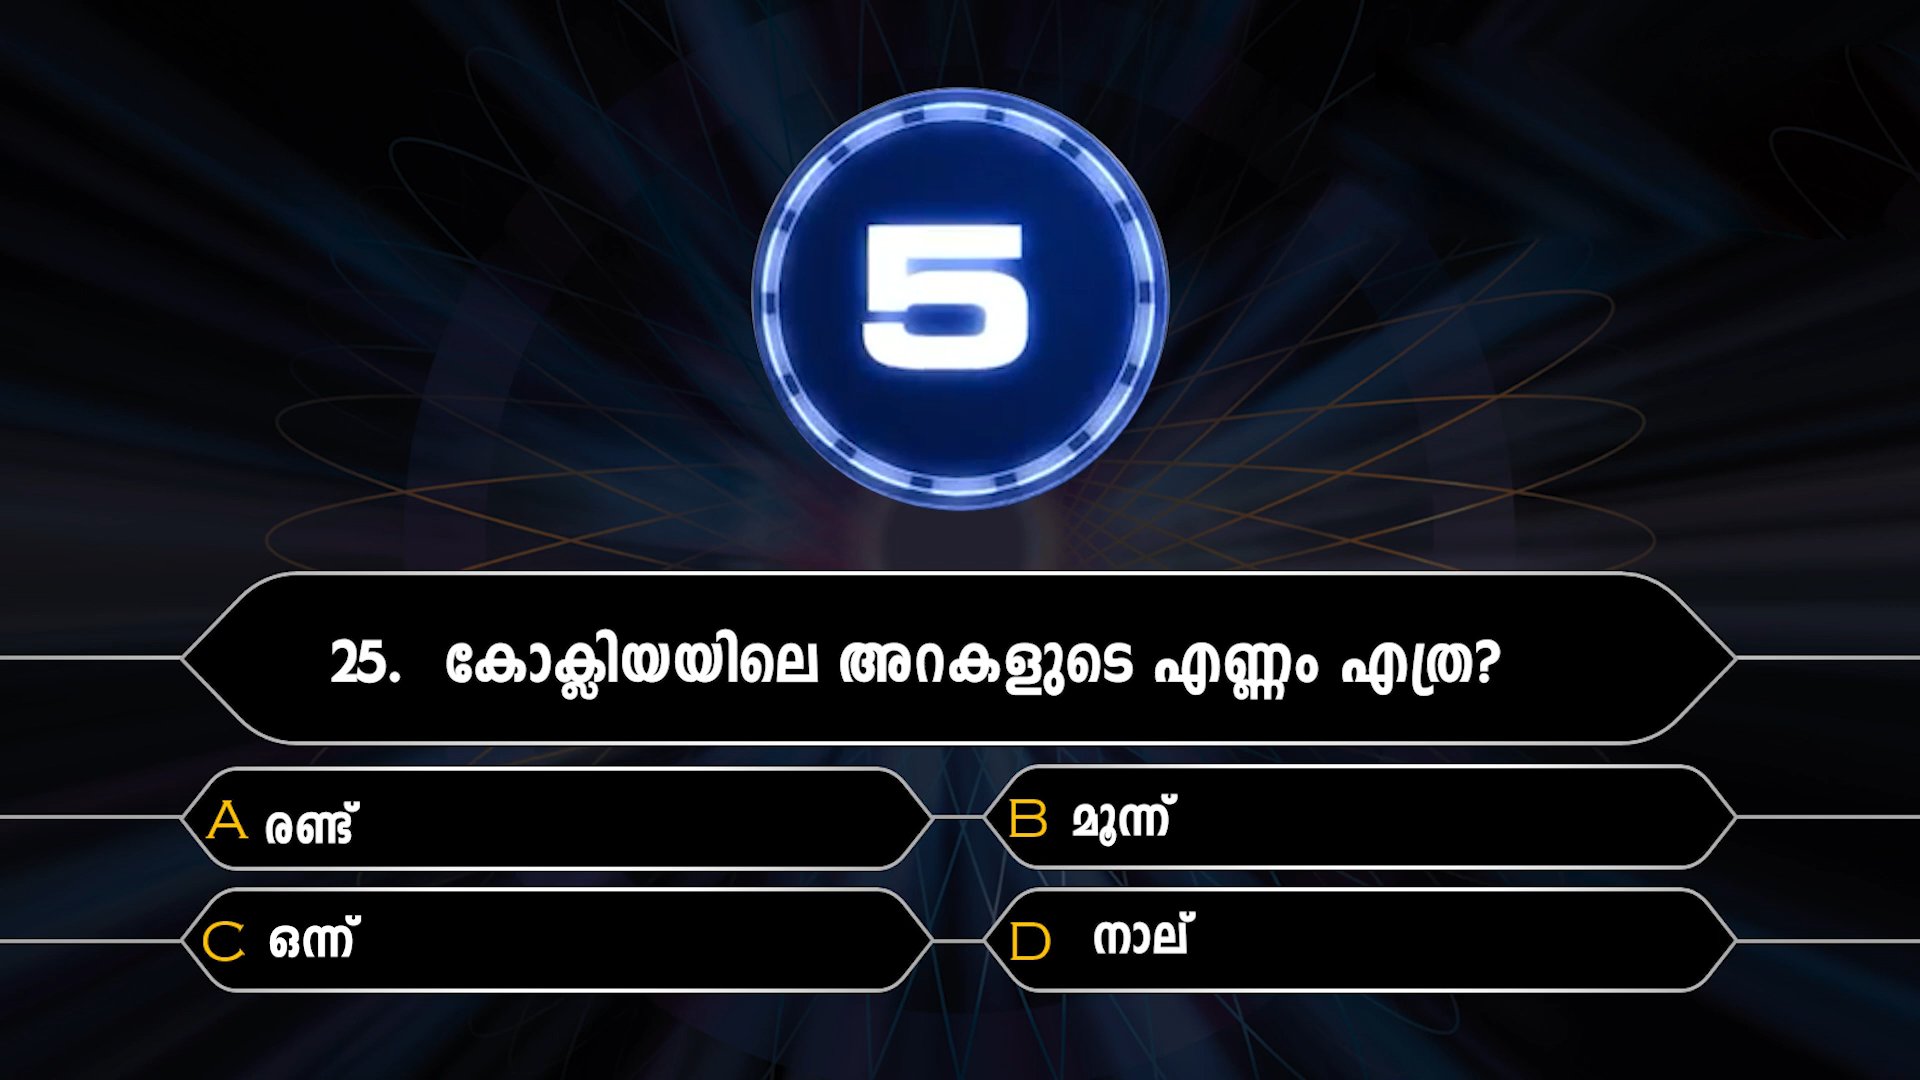 5
25. കോക്ലിയയിലെ അറകളുടെ എണ്ണം എത്ര?
A രണ്ട്
B മൂന്ന്
C ഒന്ന്
D നാല്